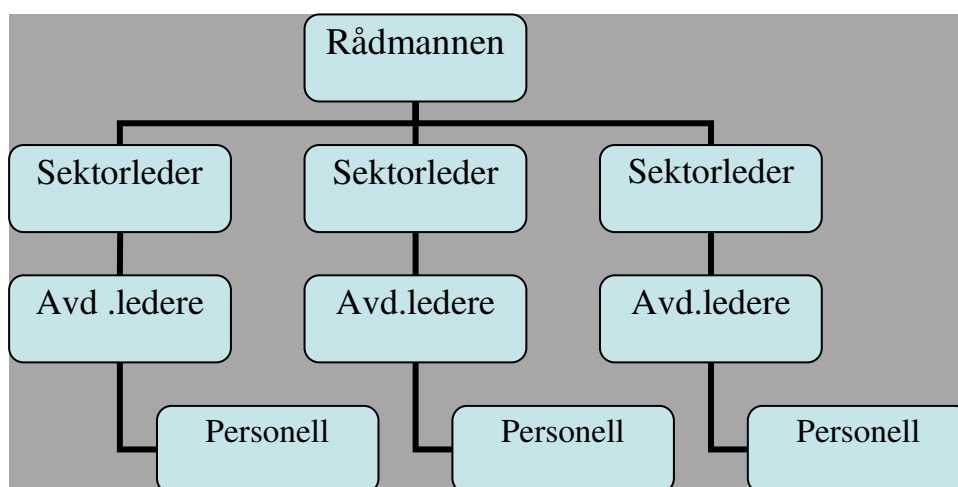 Rådmannen
Sektorleder
Sektorleder
Sektorleder
Avd .ledere
Avd.ledere
Avd.ledere
Personell
Personell
Personell